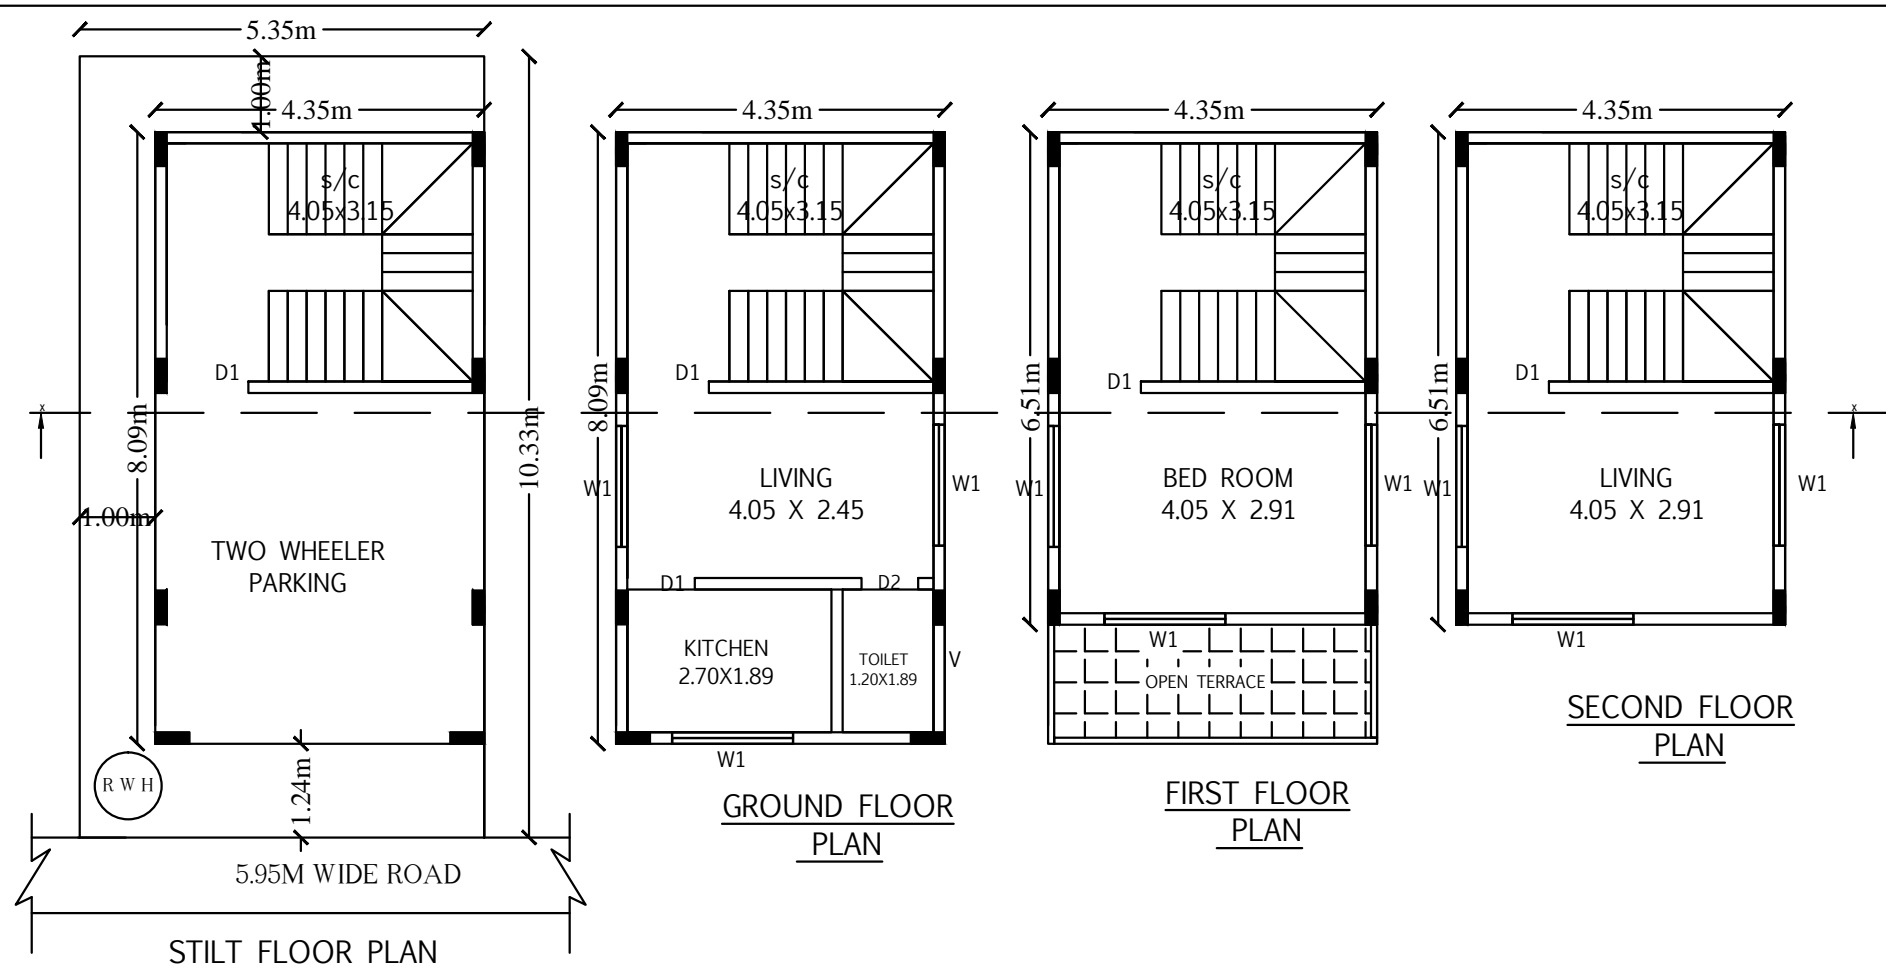 5.35m
1.00m
4.35m
s/c
4.05x3.15
D1
8.09m
10.33m
1.00m
TWO WHEELER
PARKING
R W H
1.24m
5.95M WIDE ROAD
STILT FLOOR PLAN
x
4.35m
s/c
4.05x3.15
D1
8.09m
W1
LIVING
4.05 X 2.45
W1
D1
D2
KITCHEN
2.70X1.89
TOILET
1.20X1.89
V
W1
GROUND FLOOR
PLAN
4.35m
s/c
4.05x3.15
D1
6.51m
W1
BED ROOM
4.05 X 2.91
W1
W1
OPEN TERRACE
FIRST FLOOR
PLAN
4.35m
s/c
4.05x3.15
D1
6.51m
W1
LIVING
4.05 X 2.91
W1
W1
x
SECOND FLOOR
PLAN